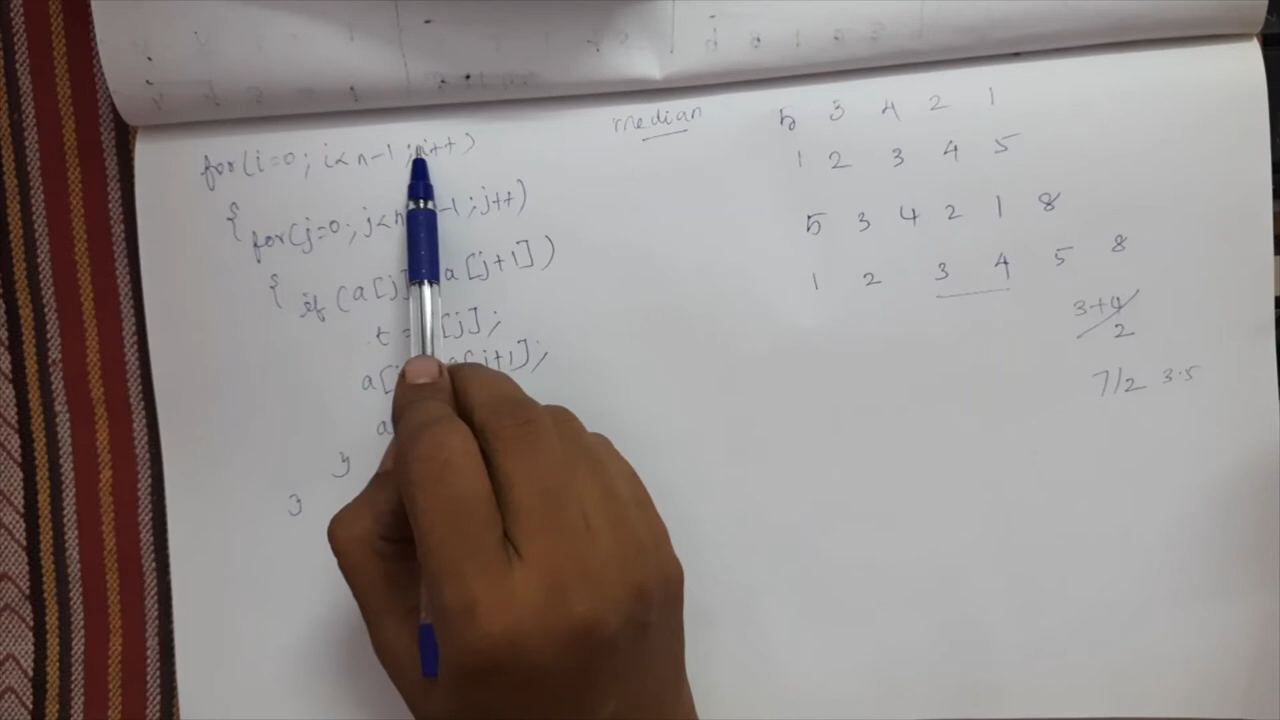 median
for(i=0; i<n-1; i++)
{ for(j=0; j<n -1; j++)
{ if (a[j] a[j+1])
t = [j];
a[ a[j+1];
a
}
}
5 3 4 2 1
1 2 3 4 5
5 3 4 2 1 8
1 2 3 4 5 8
3+4
2
7/2 3.5